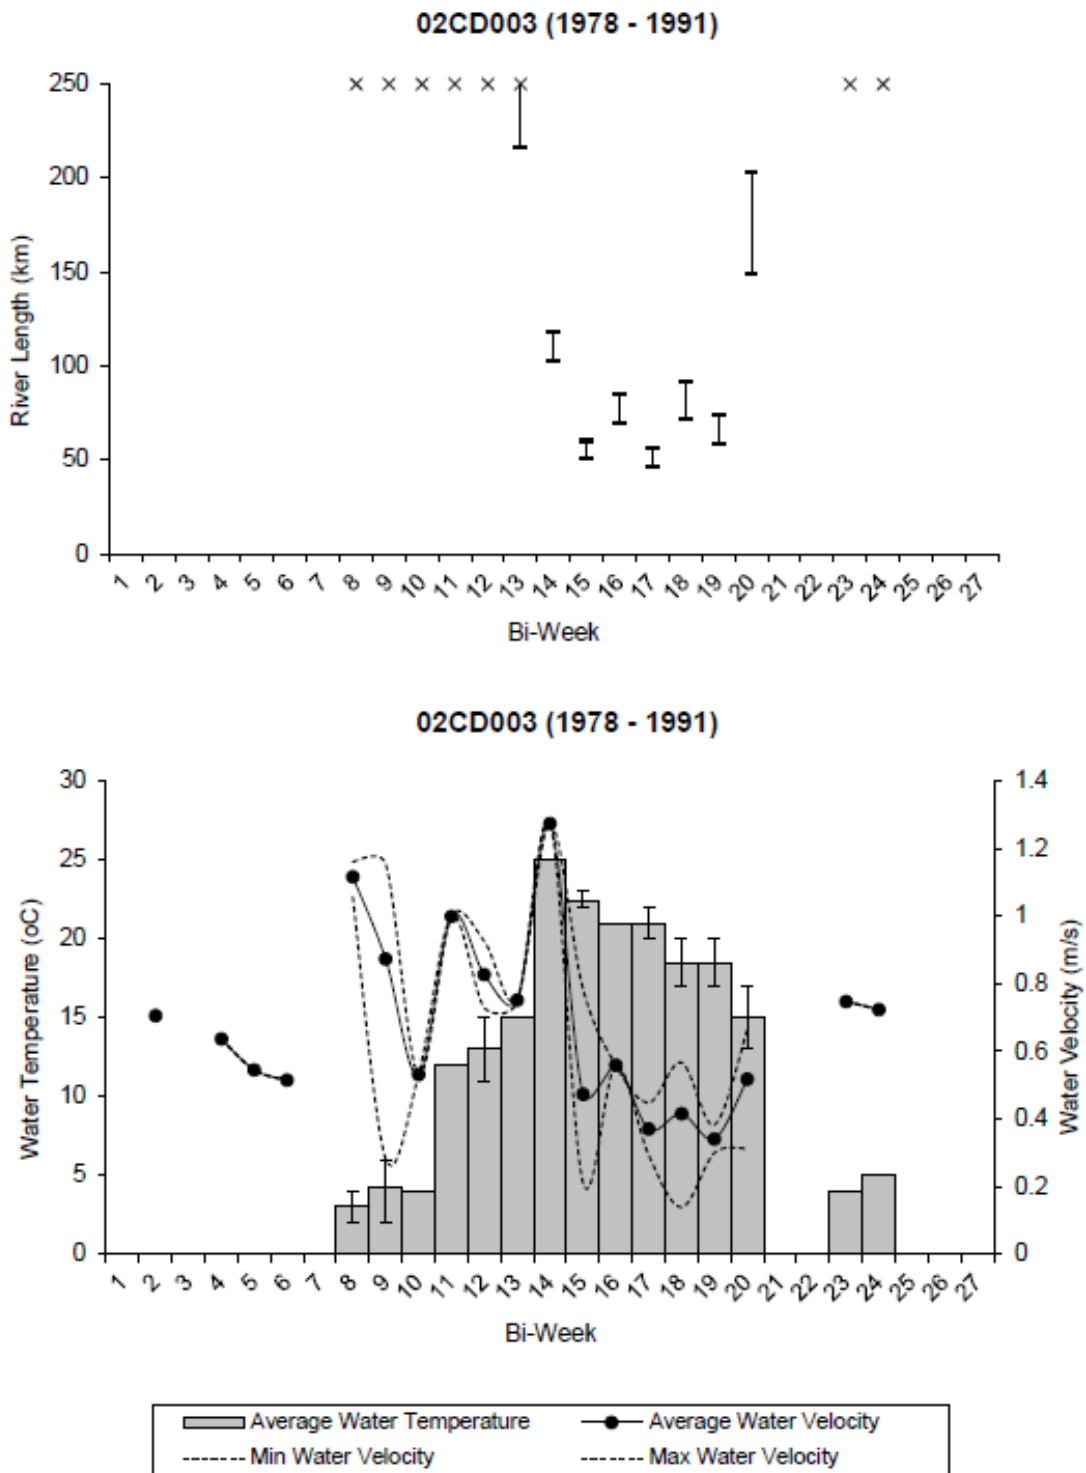 02CD003 (1978 - 1991)
250
200
150
100
50
0
River Length (km)
1 2 3 4 5 6 7 8 9 10 11 12 13 14 15 16 17 18 19 20 21 22 23 24 25 26 27
Bi-Week
02CD003 (1978 - 1991)
30 1.4
25 1.2
20 1
15 0.8
10 0.6
5 0.4
0 0.2
0
Water Temperature (oC)
Water Velocity (m/s)
1 2 3 4 5 6 7 8 9 10 11 12 13 14 15 16 17 18 19 20 21 22 23 24 25 26 27
Bi-Week
Average Water Temperature Average Water Velocity
Min Water Velocity Max Water Velocity